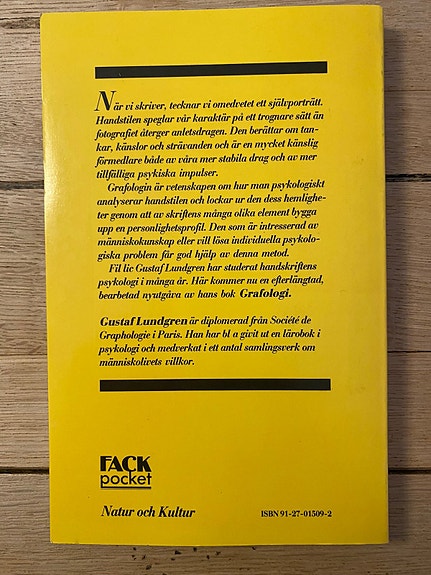 När vi skriver, tecknar vi omedvetet ett självporträtt.
Handstilen speglar vår karaktär på ett trognare sätt än
fotografiet återger anletsdragen. Den berättar om tan-
kar, känslor och strävanden och är en mycket känslig
förmedlare både av våra mer stabila drag och av mer
tillfälliga psykiska impulser.
Grafologin är vetenskapen om hur man psykologiskt
analyserar handstilen och lockar ur den dess hemlighe-
ter genom att av skriftens många olika element bygga
upp en personlighetsprofil. Den som är intresserad av
människokunskap eller vill lösa individuella psykolo-
giska problem får god hjälp av denna metod.
Fil lic Gustaf Lundgren har studerat handskriftens
psykologi i många år. Här kommer nu en efterlängtad,
bearbetad nyutgåva av hans bok Grafologi.
Gustaf Lundgren är diplomerad från Société de
Graphologie i Paris. Han har bl a givit ut en lärobok i
psykologi och medverkat i ett antal samlingsverk om
människolivets villkor.
FACK
pocket
Natur och Kultur
ISBN 91-27-01509-2